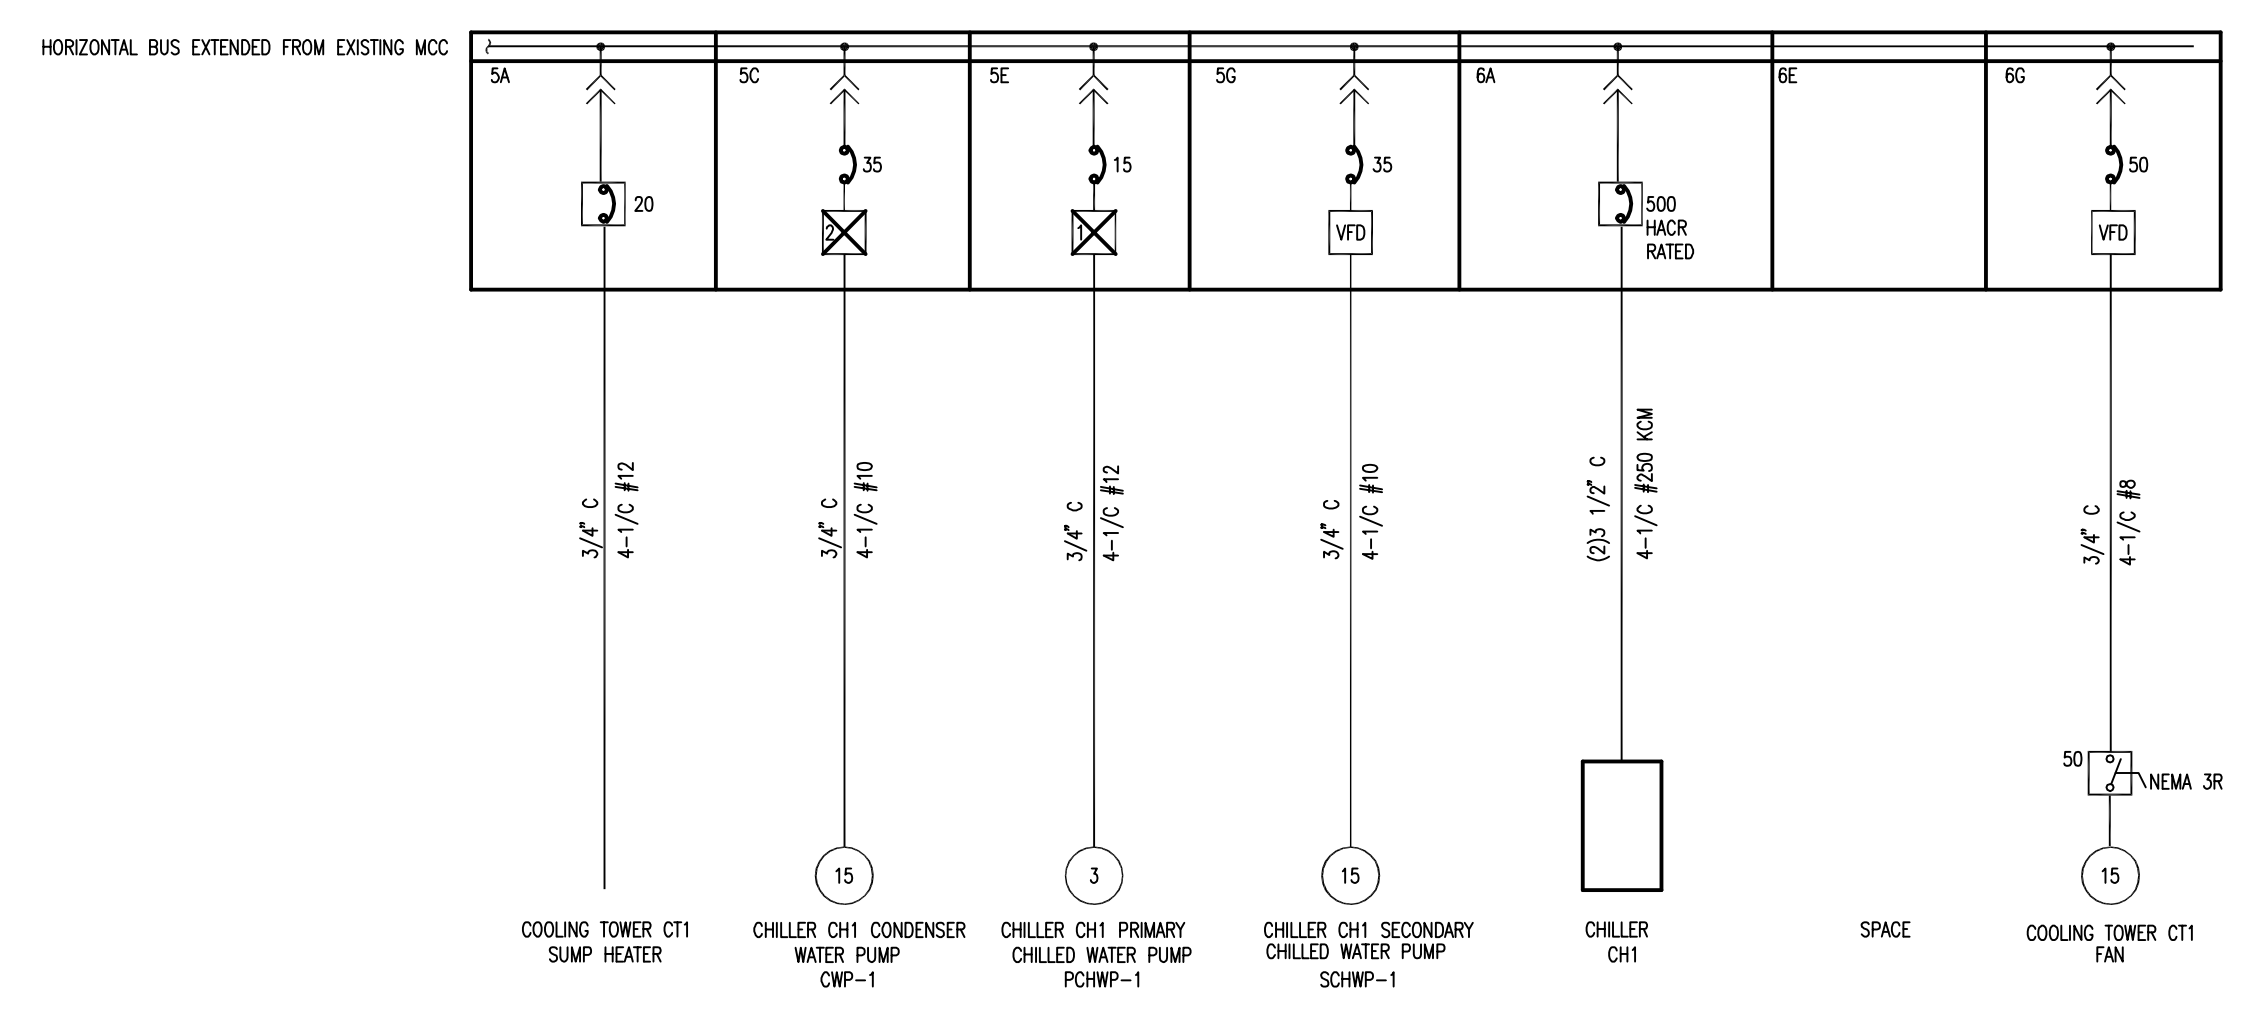 HORIZONTAL BUS EXTENDED FROM EXISTING MCC
5A
5C
5E
5G
6A
6E
6G
20
35
2
15
1
35
VFD
500
HACR
RATED
50
VFD
3/4" C
4-1/C #12
3/4" C
4-1/C #10
3/4" C
4-1/C #12
3/4" C
4-1/C #10
(2)3 1/2" C
4-1/C #250 KCM
3/4" C
4-1/C #8
50
NEMA 3R
15
3
15
15
COOLING TOWER CT1
SUMP HEATER
CHILLER CH1 CONDENSER
WATER PUMP
CWP-1
CHILLER CH1 PRIMARY
CHILLED WATER PUMP
PCHWP-1
CHILLER CH1 SECONDARY
CHILLED WATER PUMP
SCHWP-1
CHILLER
CH1
SPACE
COOLING TOWER CT1
FAN